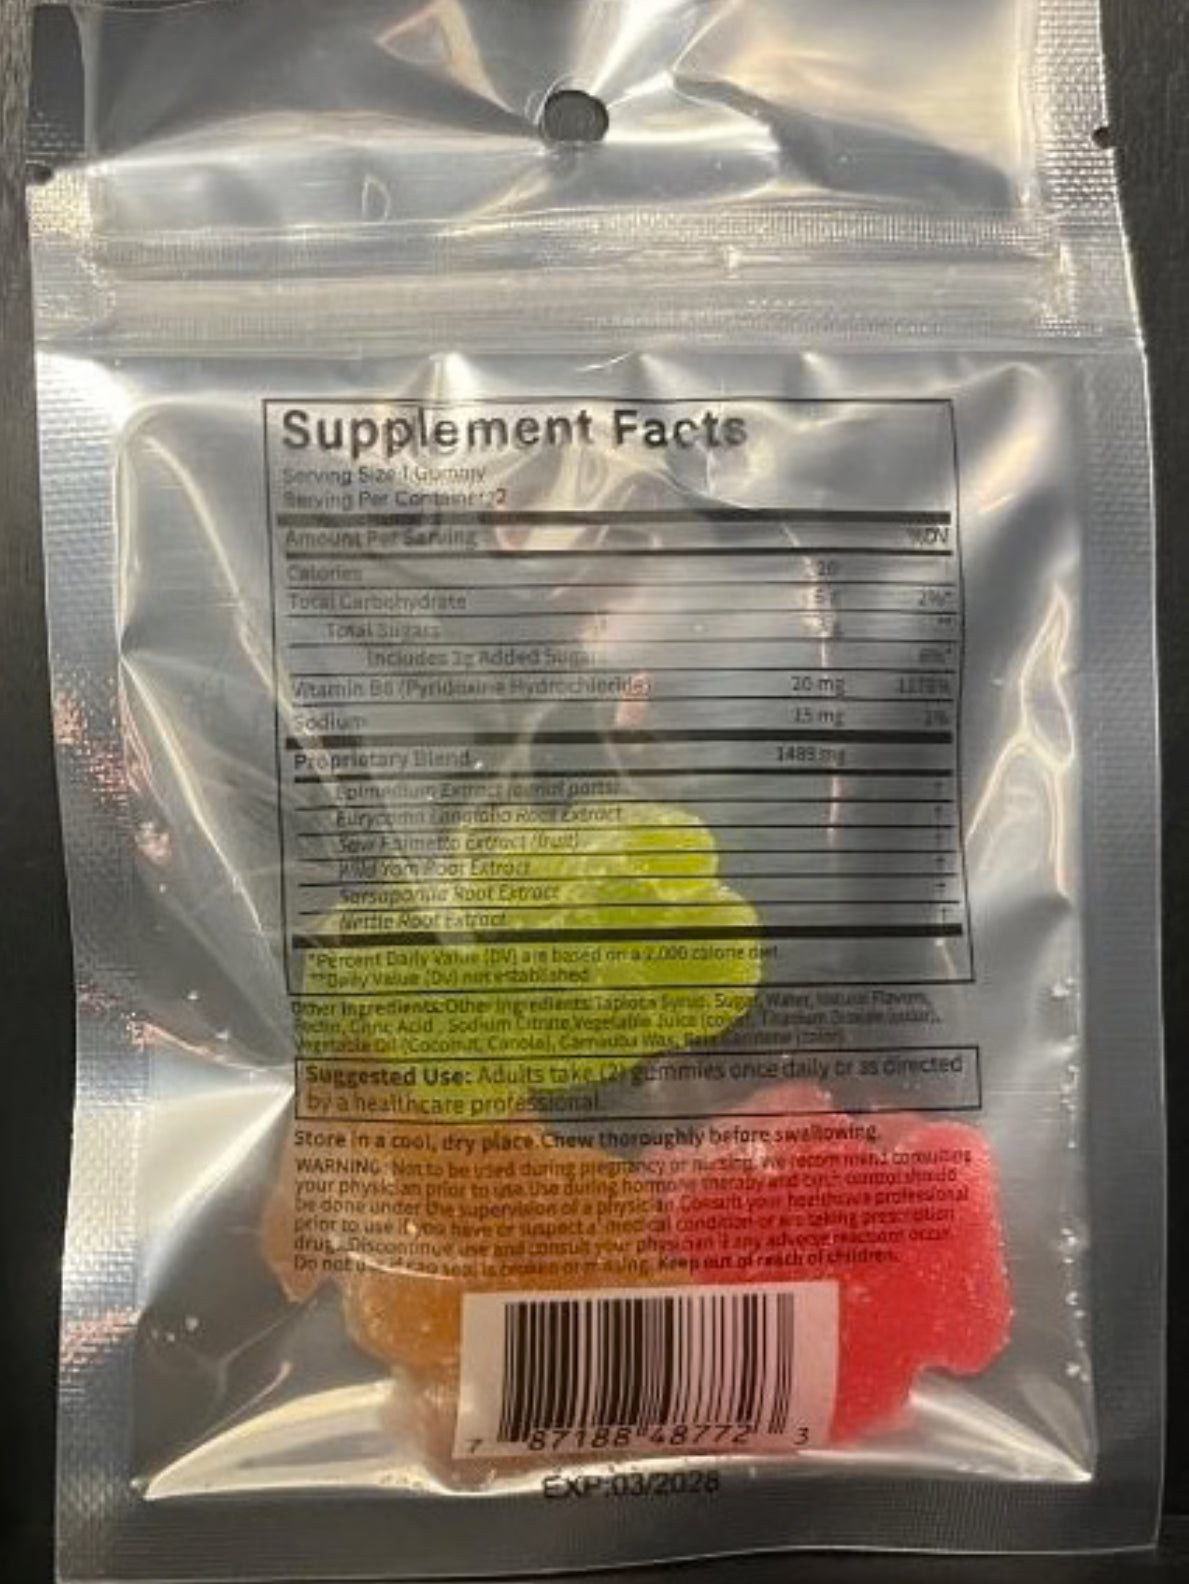 Supplement Facts
Serving Size 1 Gummy
Serving Per Container 2
Amount Per Serving %DV
Calories 20
Total Carbohydrate 5 g 2%*
Total Sugars **
Includes 3g Added Sugars 6%*
Vitamin B6 (Pyridoxine Hydrochloride) 20 mg 1176%
Sodium 15 mg 1%
Proprietary Blend 1483 mg
Epimedium Extract (aerial parts) †
Eurycoma Longfolia Root Extract †
Saw Palmetto extract (fruit) †
Wild Yam Root Extract †
Sarsaparilla Root Extract †
Nettle Root Extract †
*Percent Daily Value (DV) are based on a 2,000 calorie diet
**Daily Value (DV) not established
Other Ingredients:Other Ingredients: Tapioca Syrup, Sugar, Water, Natural Flavors,
Pectin, Citric Acid , Sodium Citrate,Vegetable Juice (color), Titanium Dioxide (color),
Vegetable Oil (Coconut, Canola), Carnauba Wax, Beta Carotene (color)
Suggested Use: Adults take (2) gummies once daily or as directed
by a healthcare professional.
Store in a cool, dry place. Chew thoroughly before swallowing.
WARNING: Not to be used during pregnancy or nursing. We recommend consulting
your physician prior to use. Use during hormone therapy and birth control should
be done under the supervision of a physician. Consult your healthcare professional
prior to use if you have or suspect a medical condition or are taking prescription
drugs. Discontinue use and consult your physician if any adverse reactions occur.
Do not use if cap seal is broken or missing. Keep out of reach of children.
7 87188 48772 3
EXP:03/2028